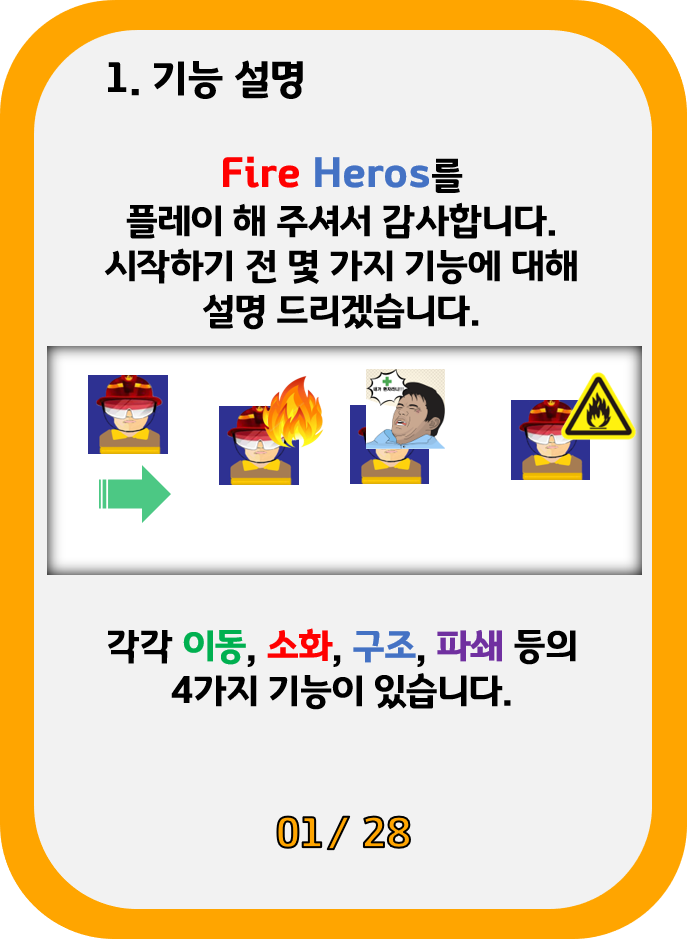 1. 기능 설명
Fire Heros를
플레이 해 주셔서 감사합니다.
시작하기 전 몇 가지 기능에 대해
설명 드리겠습니다.
각각 이동, 소화, 구조, 파쇄 등의
4가지 기능이 있습니다.
01/ 28